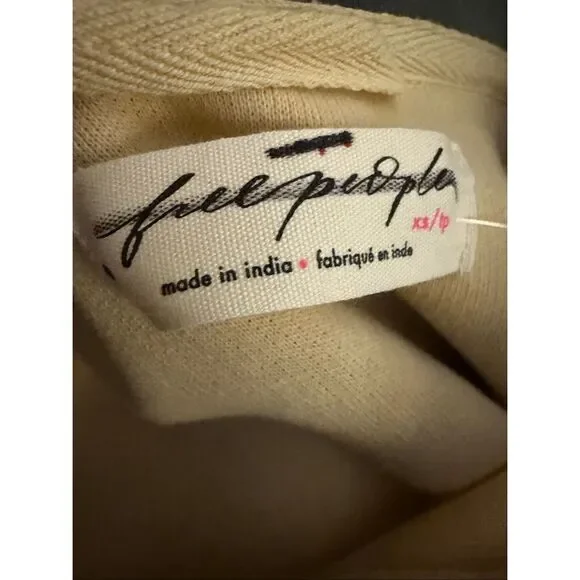 free people
xs/tp
made in india • fabriqué en inde